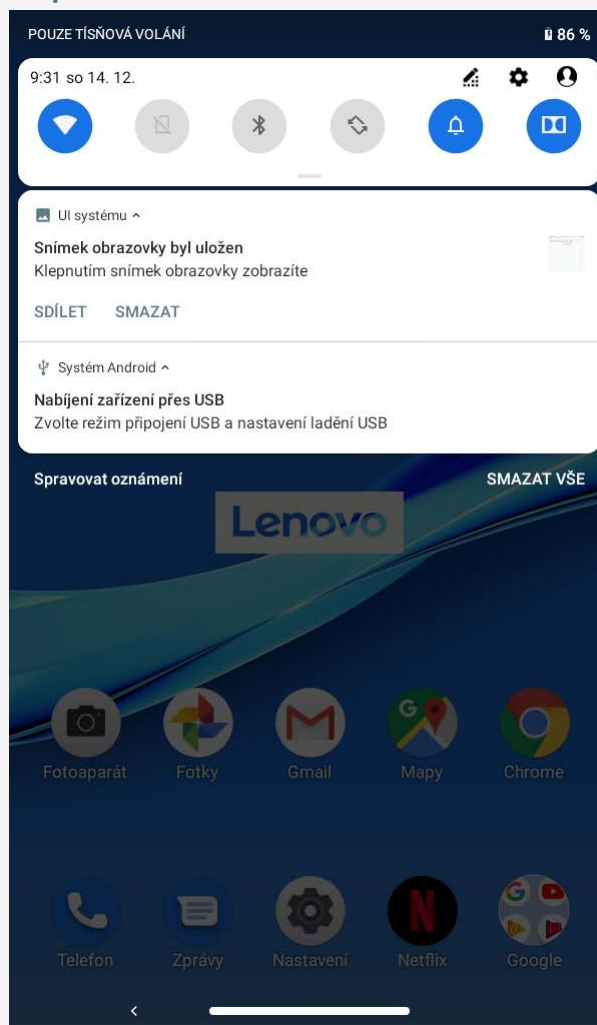 POUZE TÍSŇOVÁ VOLÁNÍ 86 %
9:31 so 14. 12.
UI systému
Snímek obrazovky byl uložen
Klepnutím snímek obrazovky zobrazíte
SDÍLET SMAZAT
Systém Android
Nabíjení zařízení přes USB
Zvolte režim připojení USB a nastavení ladění USB
Spravovat oznámení SMAZAT VŠE
Lenovo
Fotoaparát Fotky Gmail Mapy Chrome
Telefon Zprávy Nastavení Netflix Google